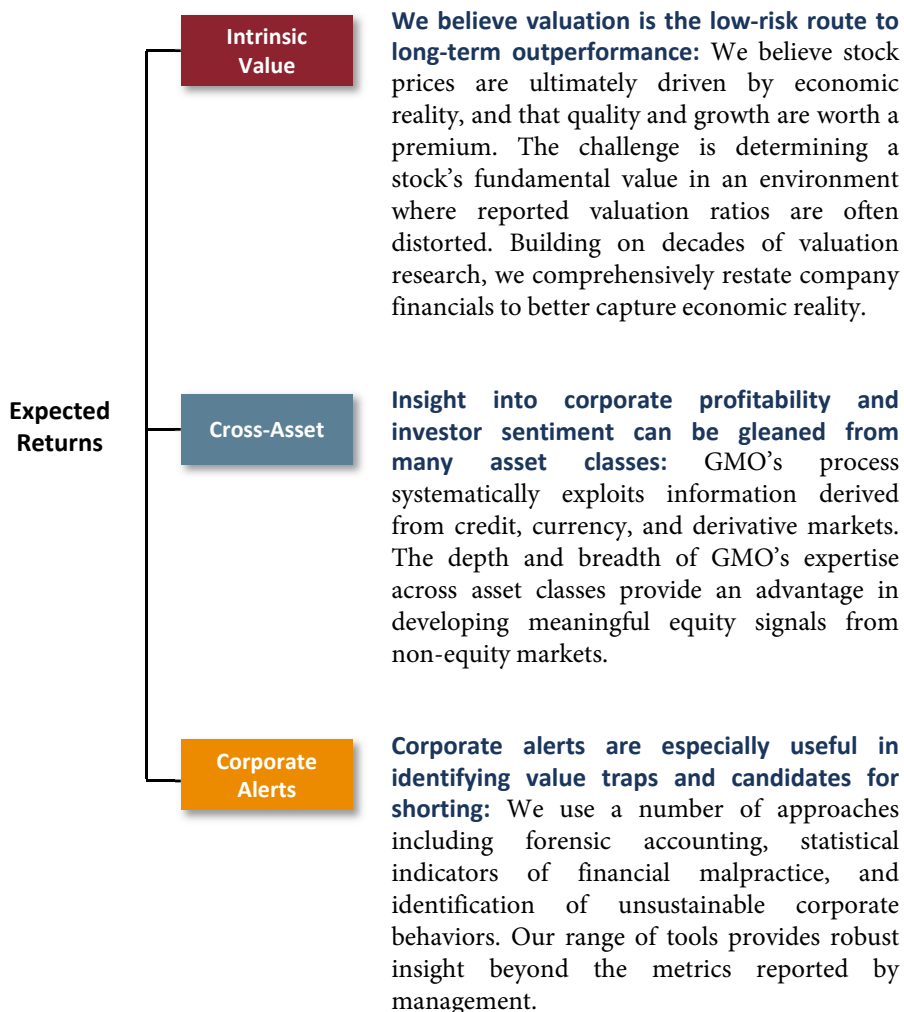 Expected
Returns
Intrinsic
Value
We believe valuation is the low-risk route to
long-term outperformance: We believe stock
prices are ultimately driven by economic
reality, and that quality and growth are worth a
premium. The challenge is determining a
stock’s fundamental value in an environment
where reported valuation ratios are often
distorted. Building on decades of valuation
research, we comprehensively restate company
financials to better capture economic reality.
Cross-Asset
Insight into corporate profitability and
investor sentiment can be gleaned from
many asset classes: GMO’s process
systematically exploits information derived
from credit, currency, and derivative markets.
The depth and breadth of GMO’s expertise
across asset classes provide an advantage in
developing meaningful equity signals from
non-equity markets.
Corporate
Alerts
Corporate alerts are especially useful in
identifying value traps and candidates for
shorting: We use a number of approaches
including forensic accounting, statistical
indicators of financial malpractice, and
identification of unsustainable corporate
behaviors. Our range of tools provides robust
insight beyond the metrics reported by
management.